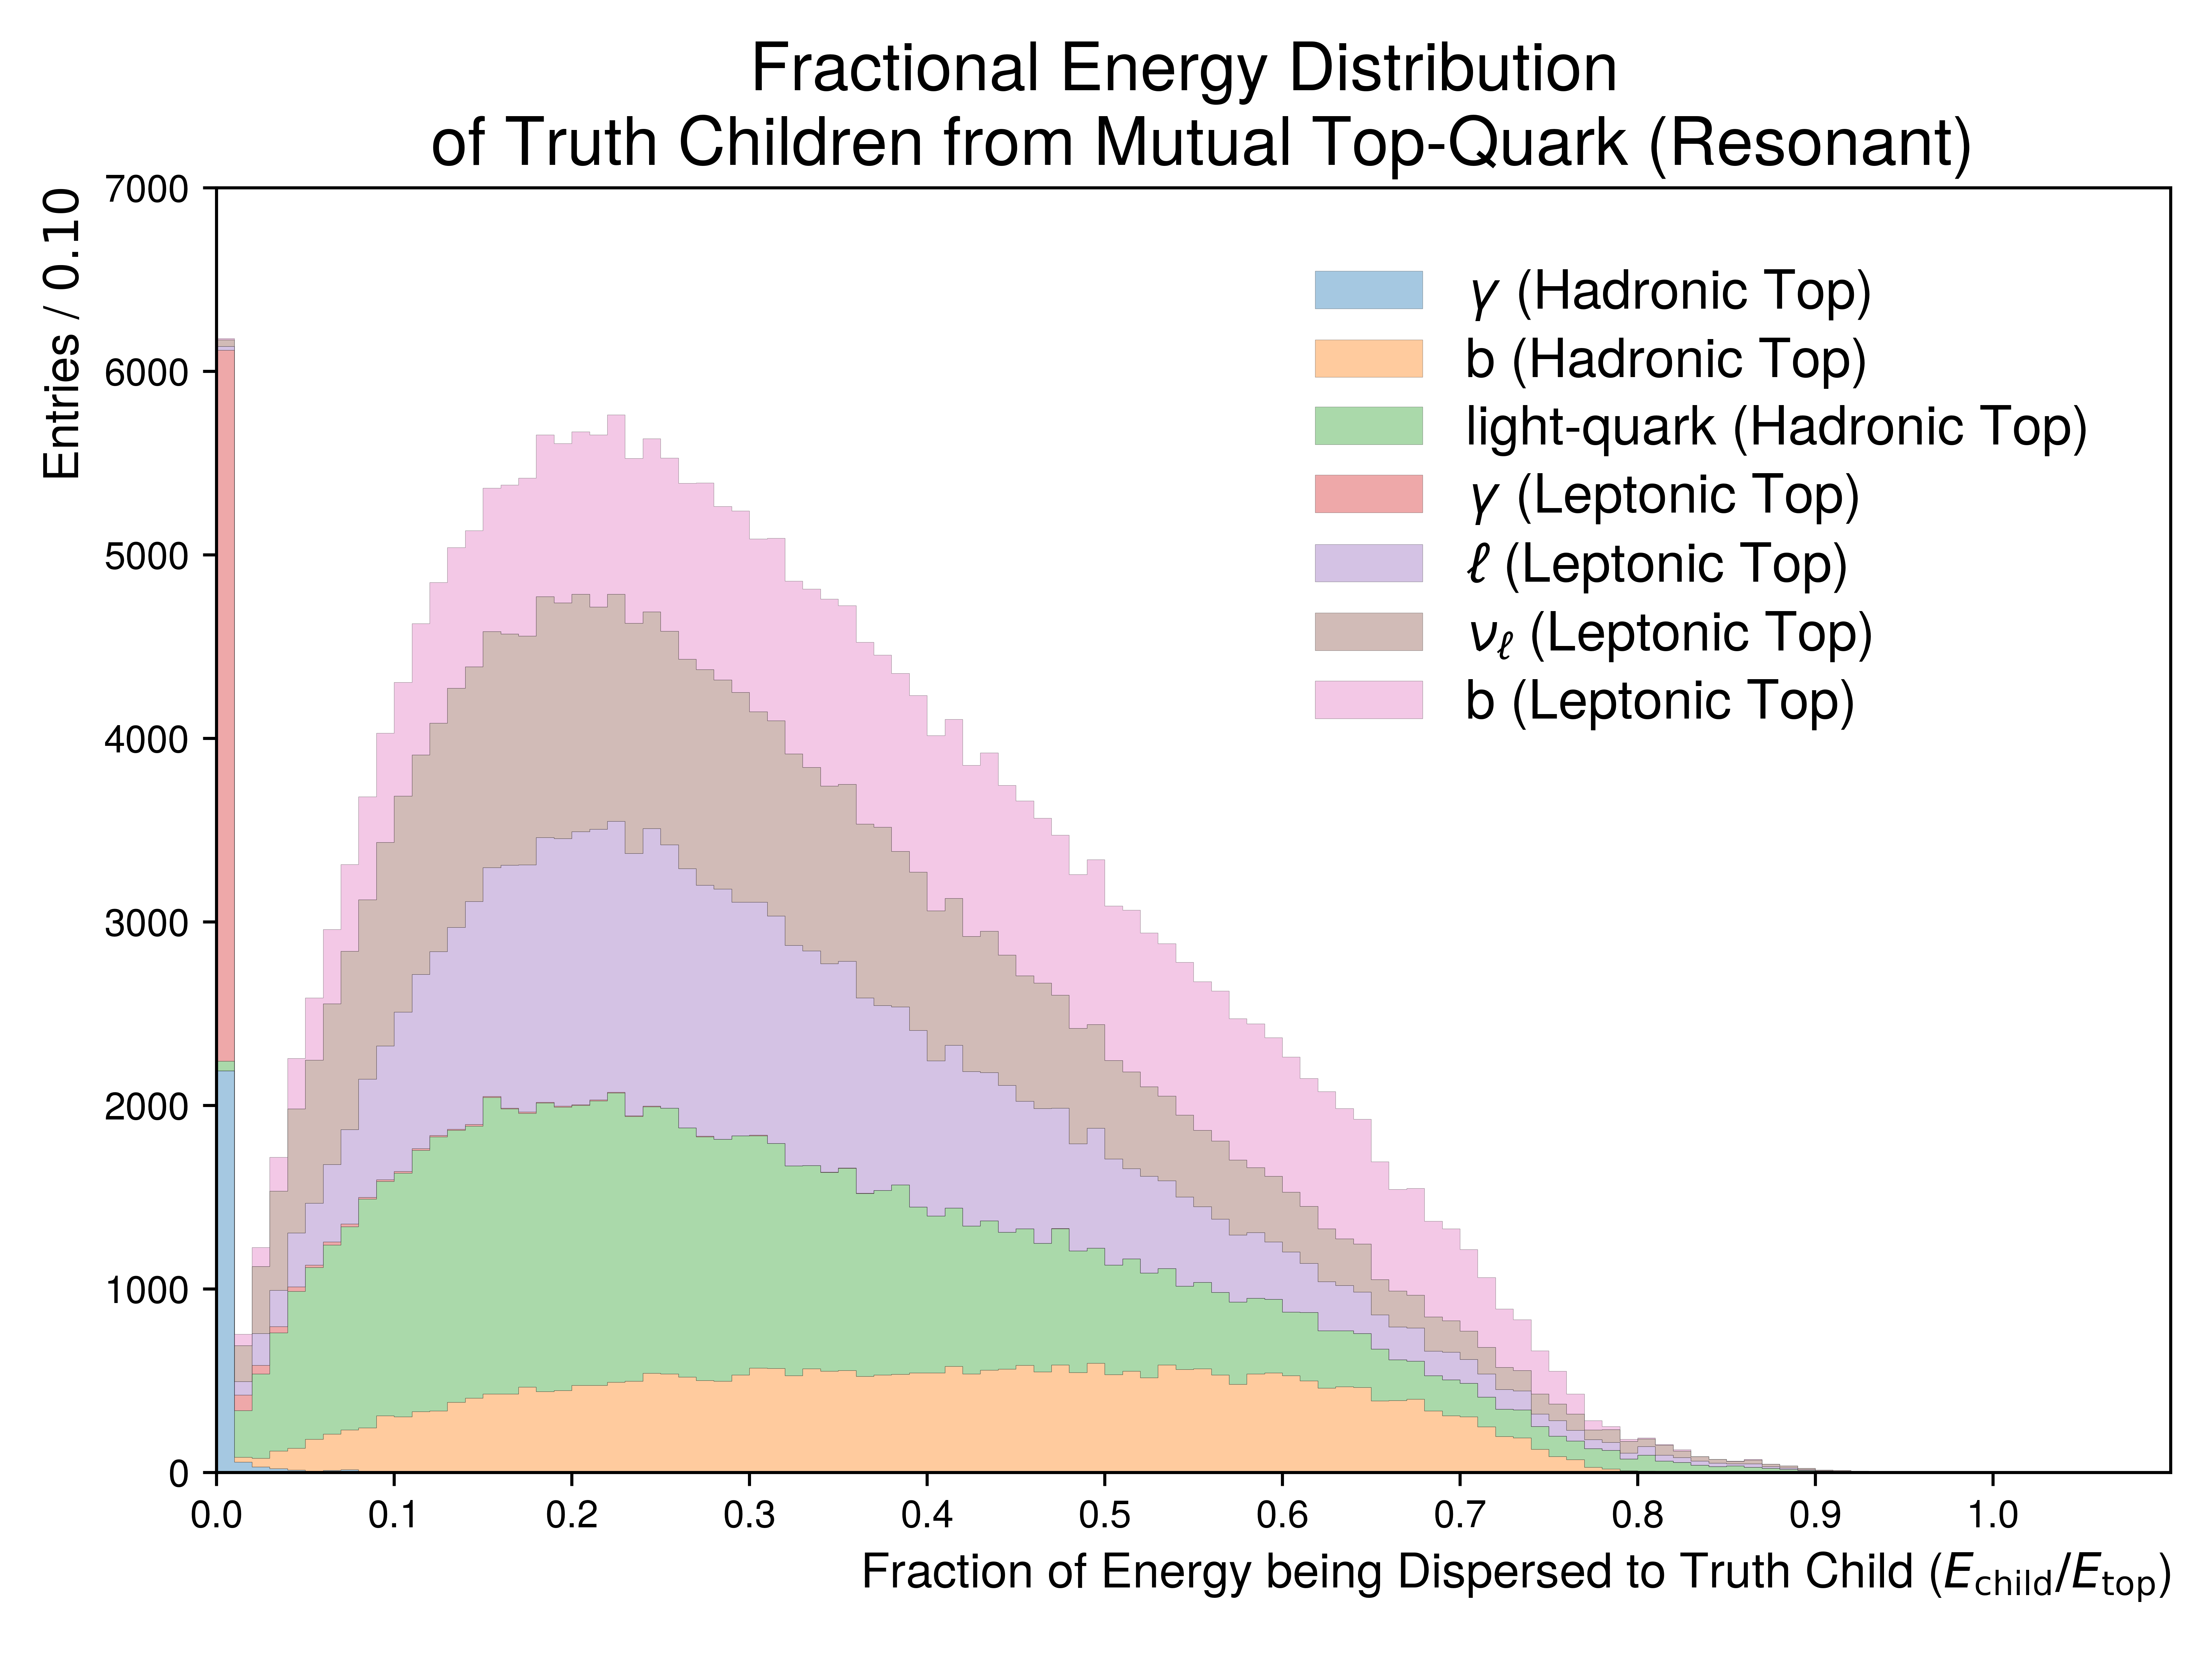 Fractional Energy Distribution
of Truth Children from Mutual Top-Quark (Resonant)
Entries / 0.10
7000
6000
5000
4000
3000
2000
1000
0
γ (Hadronic Top)
b (Hadronic Top)
light-quark (Hadronic Top)
γ (Leptonic Top)
ℓ (Leptonic Top)
ν_ℓ (Leptonic Top)
b (Leptonic Top)
0.0 0.1 0.2 0.3 0.4 0.5 0.6 0.7 0.8 0.9 1.0
Fraction of Energy being Dispersed to Truth Child (E_child/E_top)